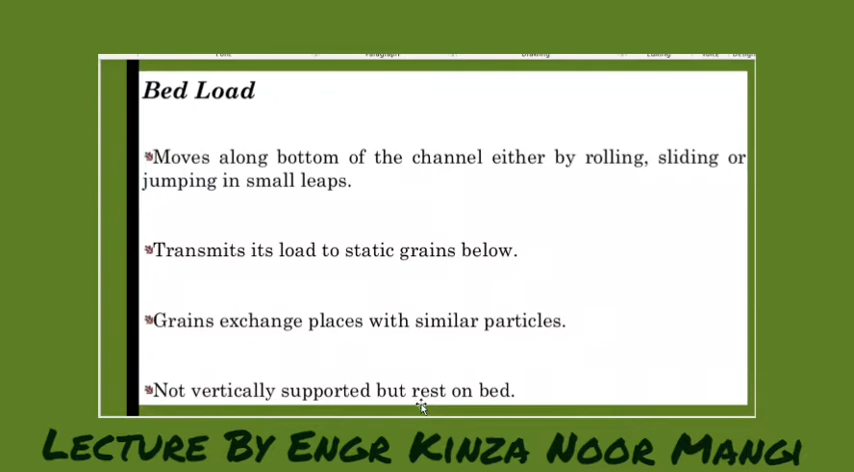 Bed Load
Moves along bottom of the channel either by rolling, sliding or
jumping in small leaps.
Transmits its load to static grains below.
Grains exchange places with similar particles.
Not vertically supported but rest on bed.
LECTURE BY ENGR KINZA NOOR MANGI